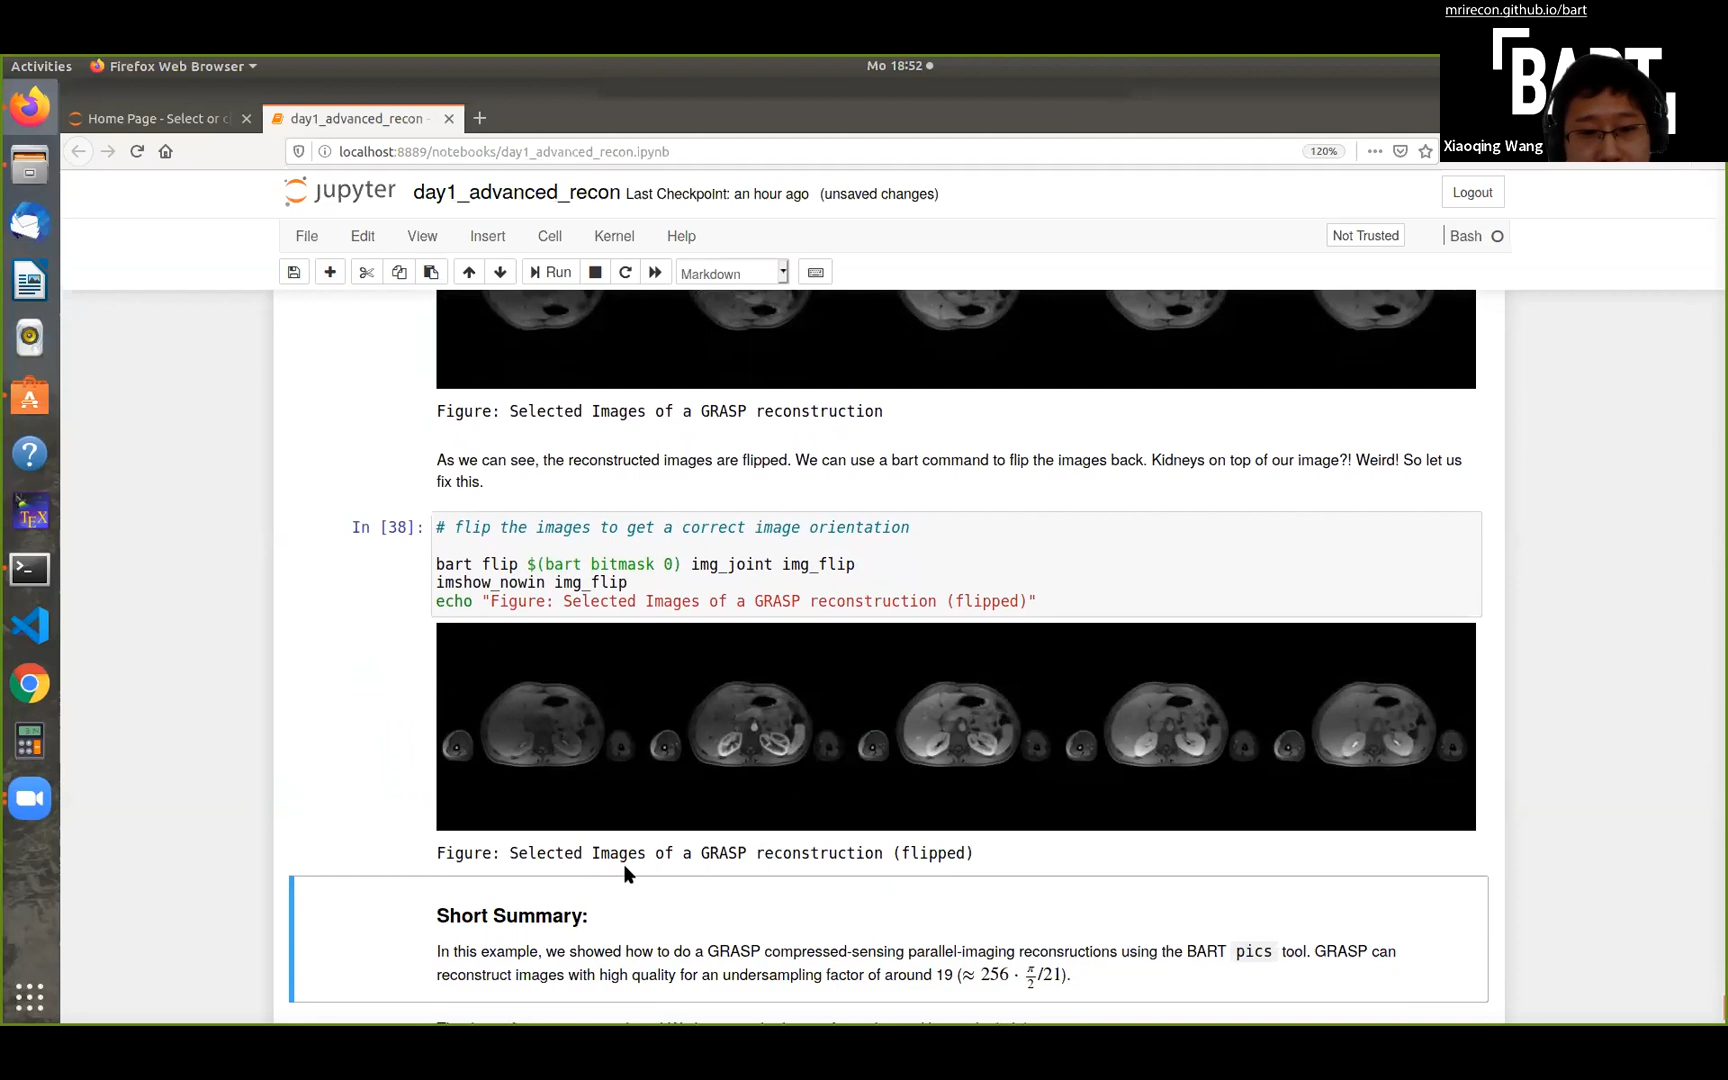 mrirecon.github.io/bart
Activities
Firefox Web Browser
Mo 18:52
Xiaoqing Wang
Home Page - Select or c
day1_advanced_recon -
localhost:8889/notebooks/day1_advanced_recon.ipynb
120%
jupyter
day1_advanced_recon Last Checkpoint: an hour ago (unsaved changes)
Logout
File Edit View Insert Cell Kernel Help
Not Trusted
Bash
Run
Markdown
Figure: Selected Images of a GRASP reconstruction
As we can see, the reconstructed images are flipped. We can use a bart command to flip the images back. Kidneys on top of our image?! Weird! So let us
fix this.
In [38]:
# flip the images to get a correct image orientation
bart flip $(bart bitmask 0) img_joint img_flip
imshow_nowin img_flip
echo "Figure: Selected Images of a GRASP reconstruction (flipped)"
Figure: Selected Images of a GRASP reconstruction (flipped)
Short Summary:
In this example, we showed how to do a GRASP compressed-sensing parallel-imaging reconsructions using the BART pics tool. GRASP can
reconstruct images with high quality for an undersampling factor of around 19 (≈ 256 · π/2/21).
TEX